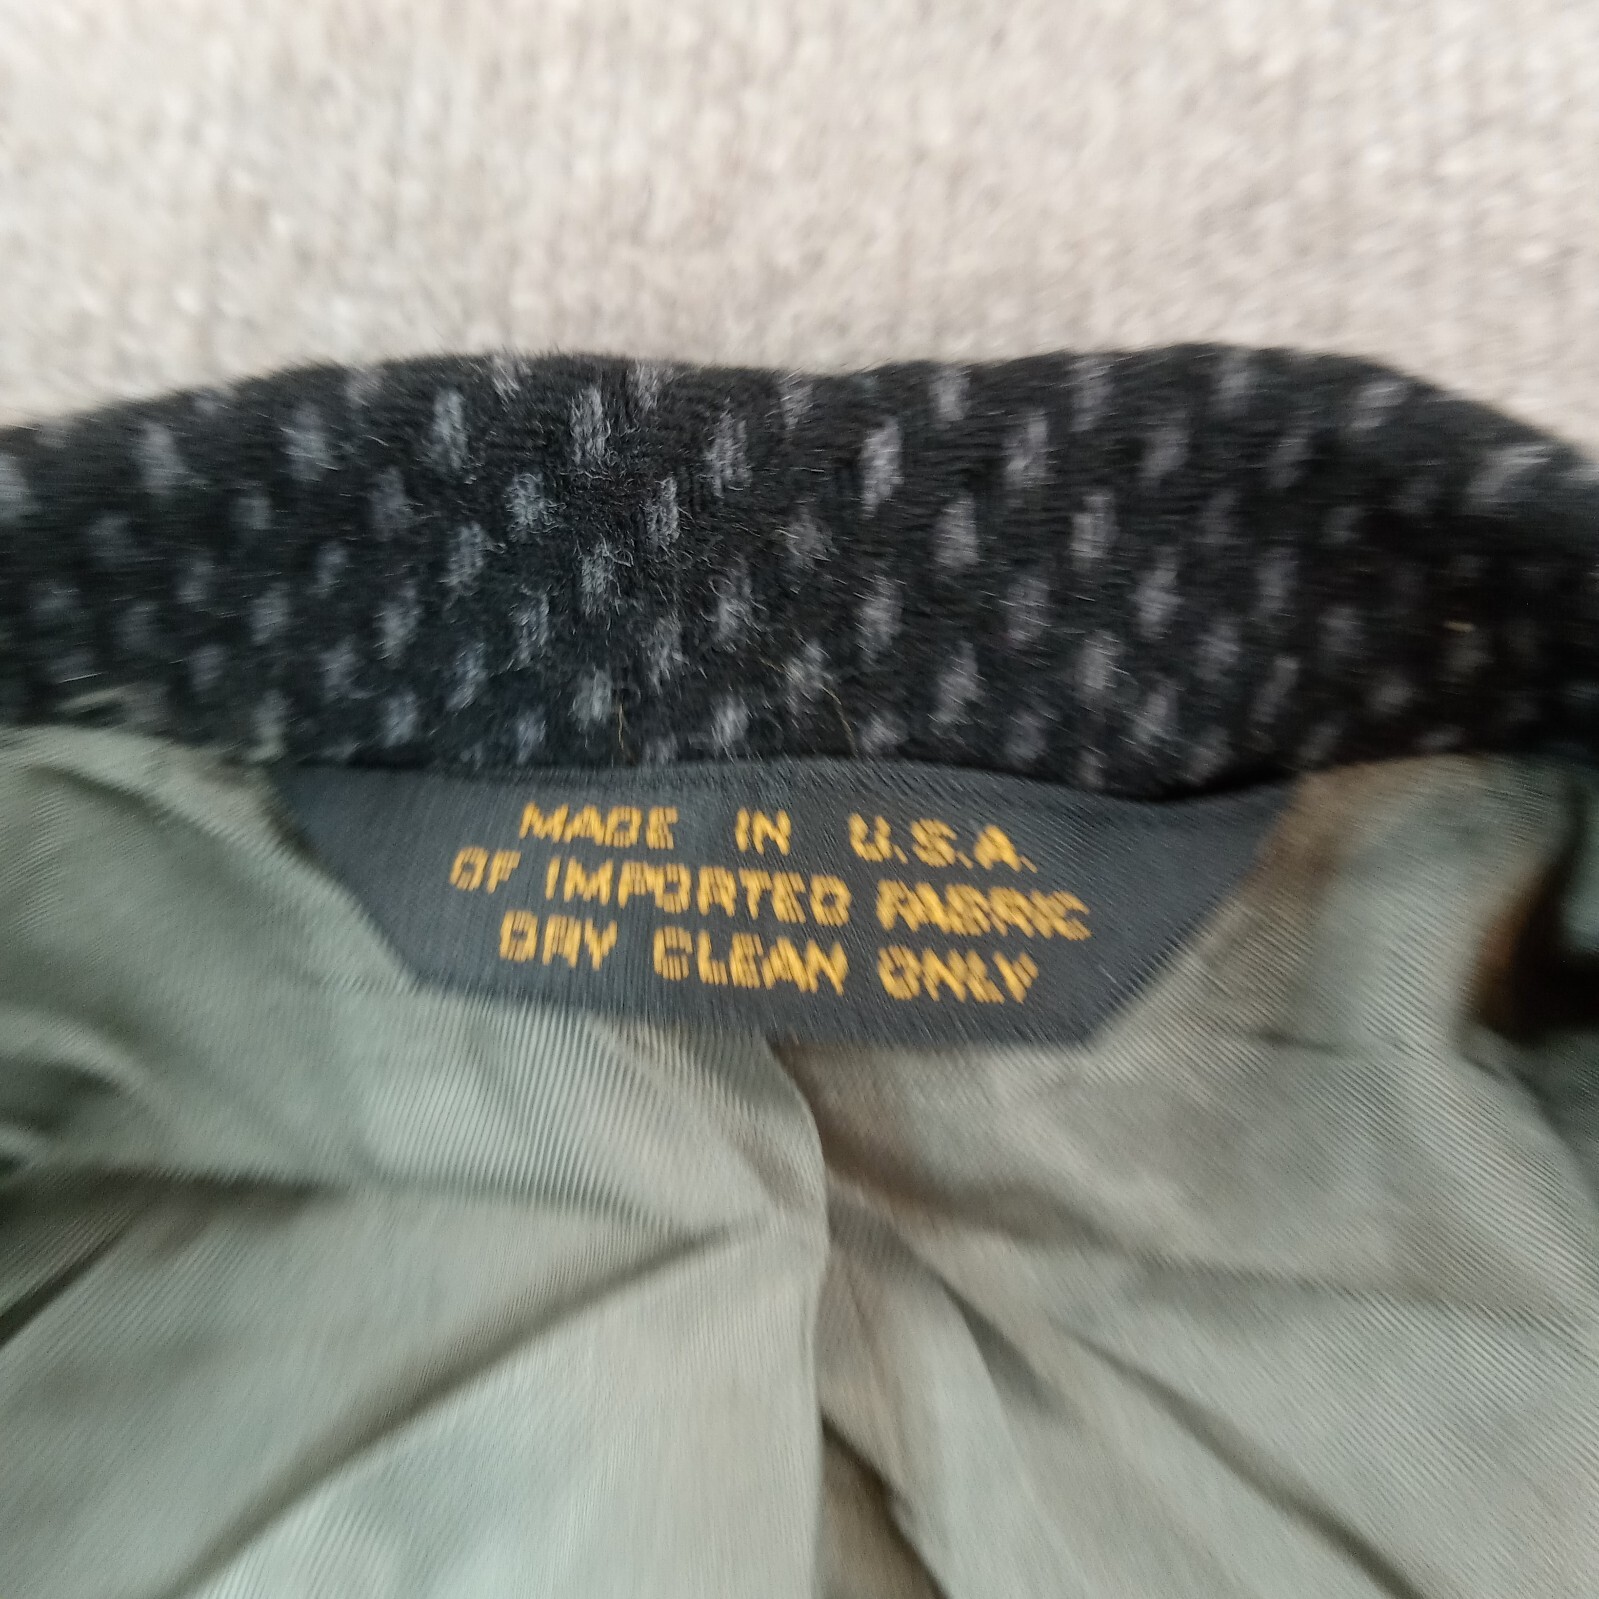 MADE IN U.S.A.
OF IMPORTED FABRIC
DRY CLEAN ONLY